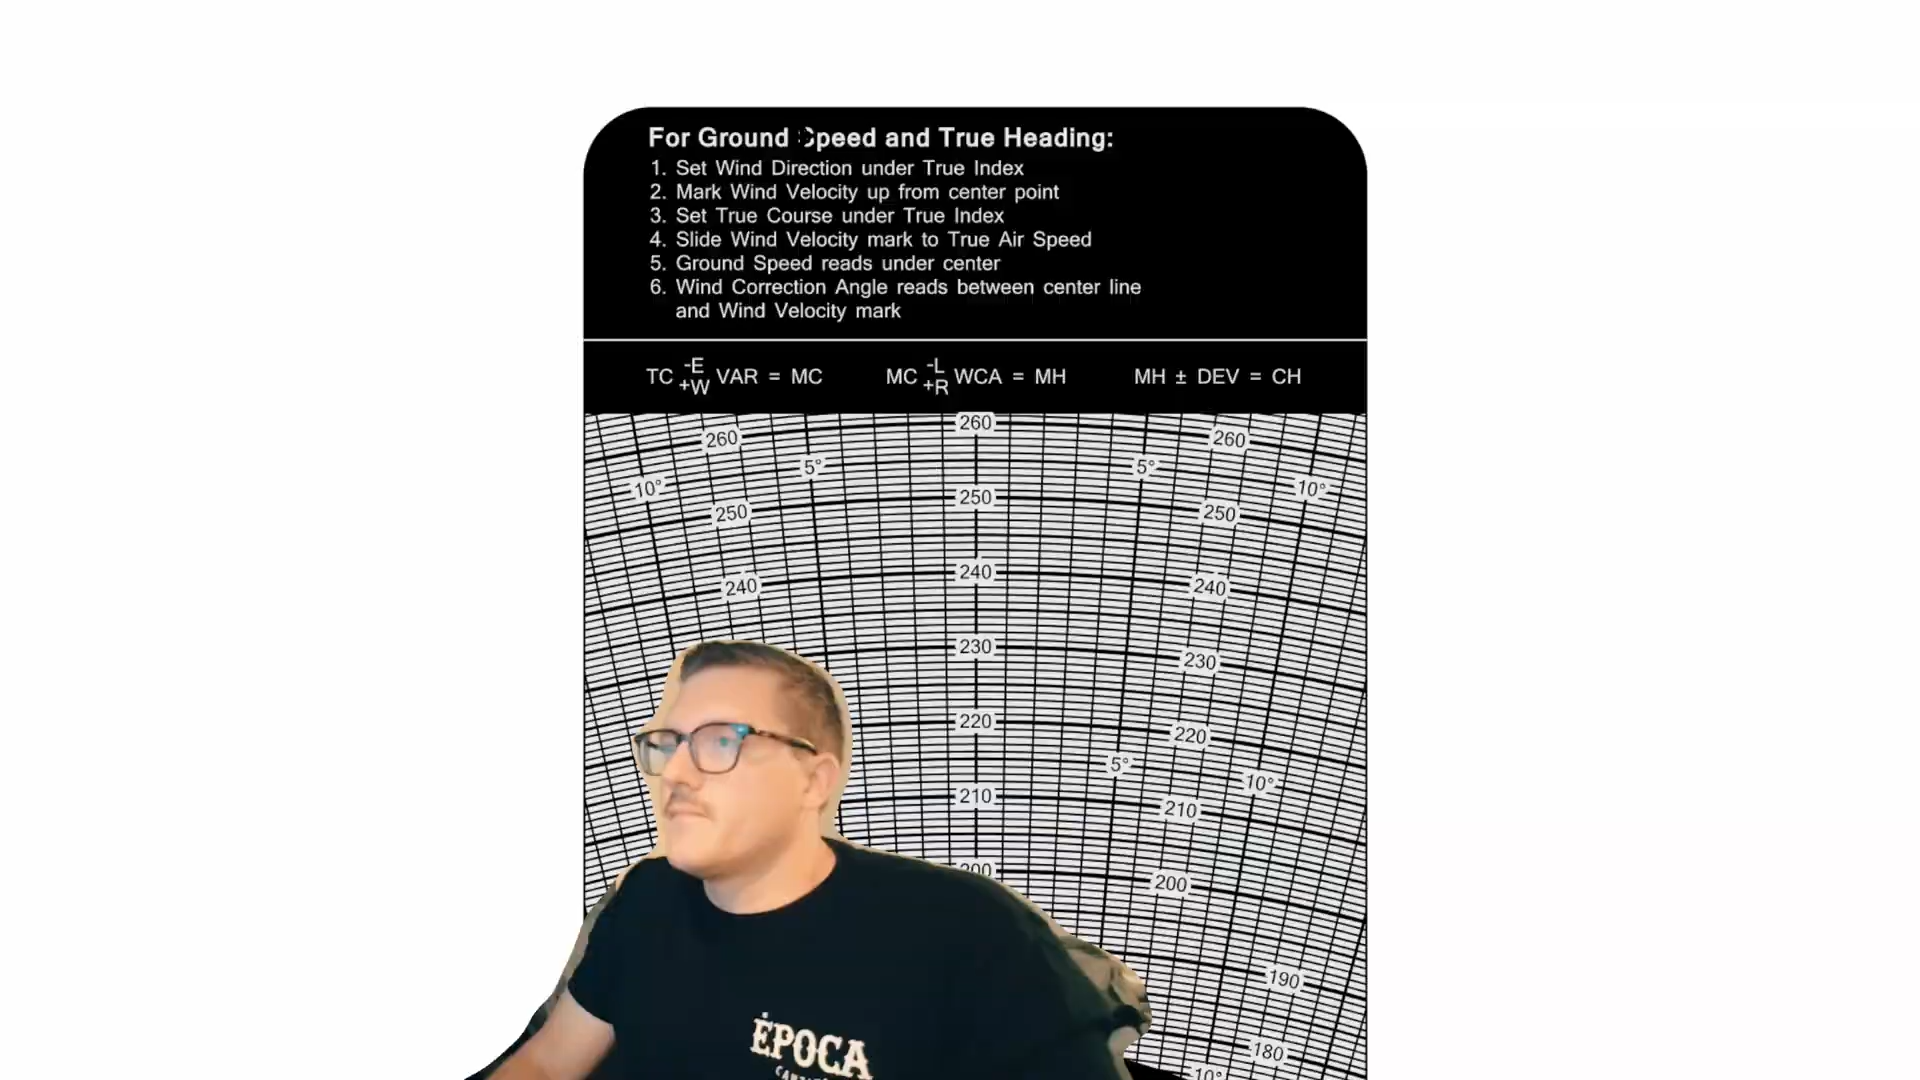 For Ground Speed and True Heading:
1. Set Wind Direction under True Index
2. Mark Wind Velocity up from center point
3. Set True Course under True Index
4. Slide Wind Velocity mark to True Air Speed
5. Ground Speed reads under center
6. Wind Correction Angle reads between center line
and Wind Velocity mark
TC -E +W VAR = MC MC -L +R WCA = MH MH ± DEV = CH
260 260 260
5° 5°
10° 10°
250 250 250
240 240 240
230 230
220 220
5° 10°
210 210
200 200
190
180
10°
ÉPOCA